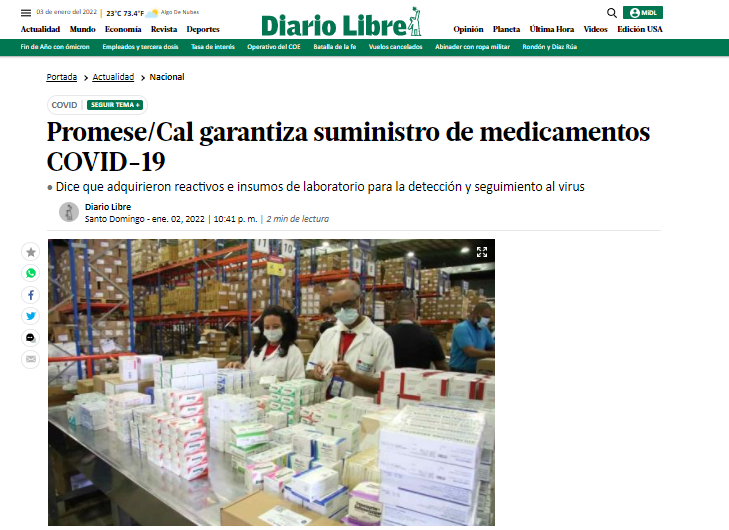 03 de enero del 2022 | 23°C 73.4°F Algo De Nubes
Diario Libre
MiDL
Actualidad Mundo Economía Revista Deportes
Opinión Planeta Última Hora Videos Edición USA
Fin de Año con ómicron Empleados y tercera dosis Tasa de interés Operativo del COE Batalla de la fe Vuelos cancelados Abinader con ropa militar Rondón y Díaz Rúa
Portada > Actualidad > Nacional
COVID | SEGUIR TEMA +
Promese/Cal garantiza suministro de medicamentos
COVID-19
• Dice que adquirieron reactivos e insumos de laboratorio para la detección y seguimiento al virus
Diario Libre
Santo Domingo - ene. 02, 2022 | 10:41 p. m. | 2 min de lectura
11 10